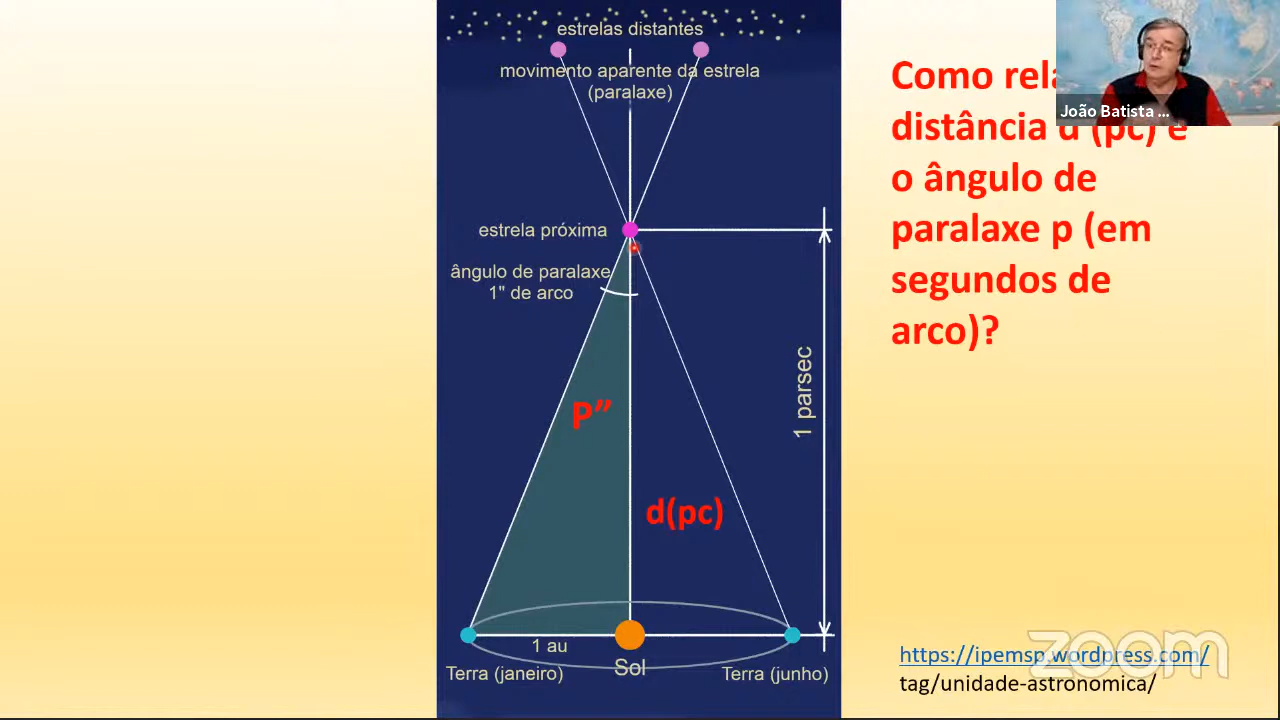 estrelas distantes
movimento aparente da estrela
(paralaxe)
estrela próxima
ângulo de paralaxe
1" de arco
P”
d(pc)
1 parsec
1 au
Sol
Terra (janeiro)
Terra (junho)
Como
distância d (pc) e
o ângulo de
paralaxe p (em
segundos de
arco)?
João Batista ...
https://ipemsp.wordpress.com/
tag/unidade-astronomica/
zoom